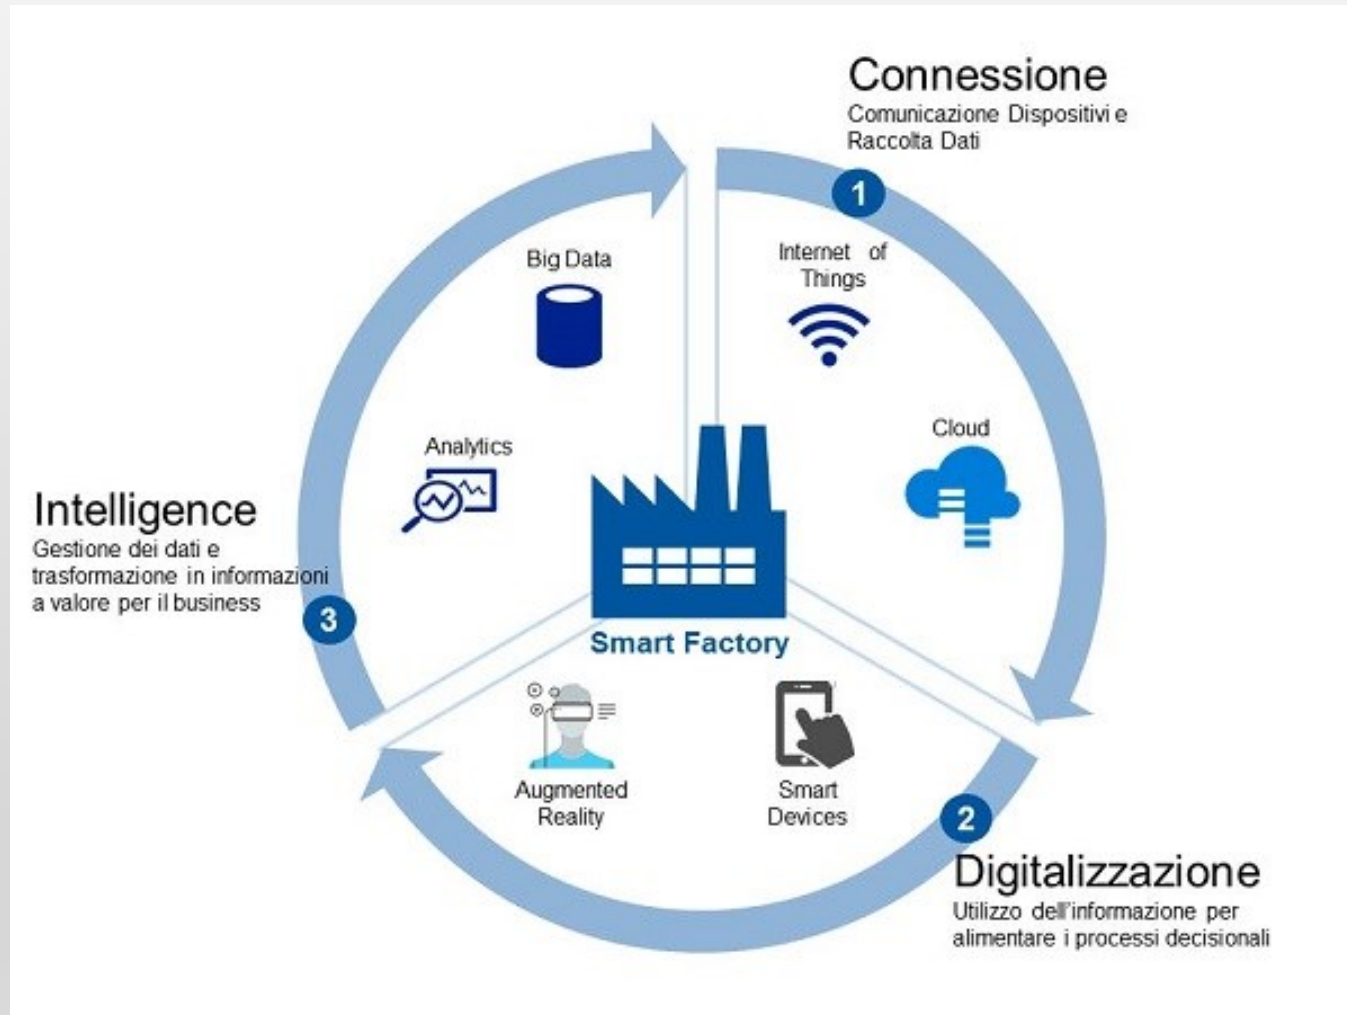 Connessione
Comunicazione Dispositivi e
Raccolta Dati
1
Internet of
Things
Cloud
Big Data
Analytics
Intelligence
Gestione dei dati e
trasformazione in informazioni
a valore per il business
3
Smart Factory
Augmented
Reality
Smart
Devices
2
Digitalizzazione
Utilizzo dell'informazione per
alimentare i processi decisionali